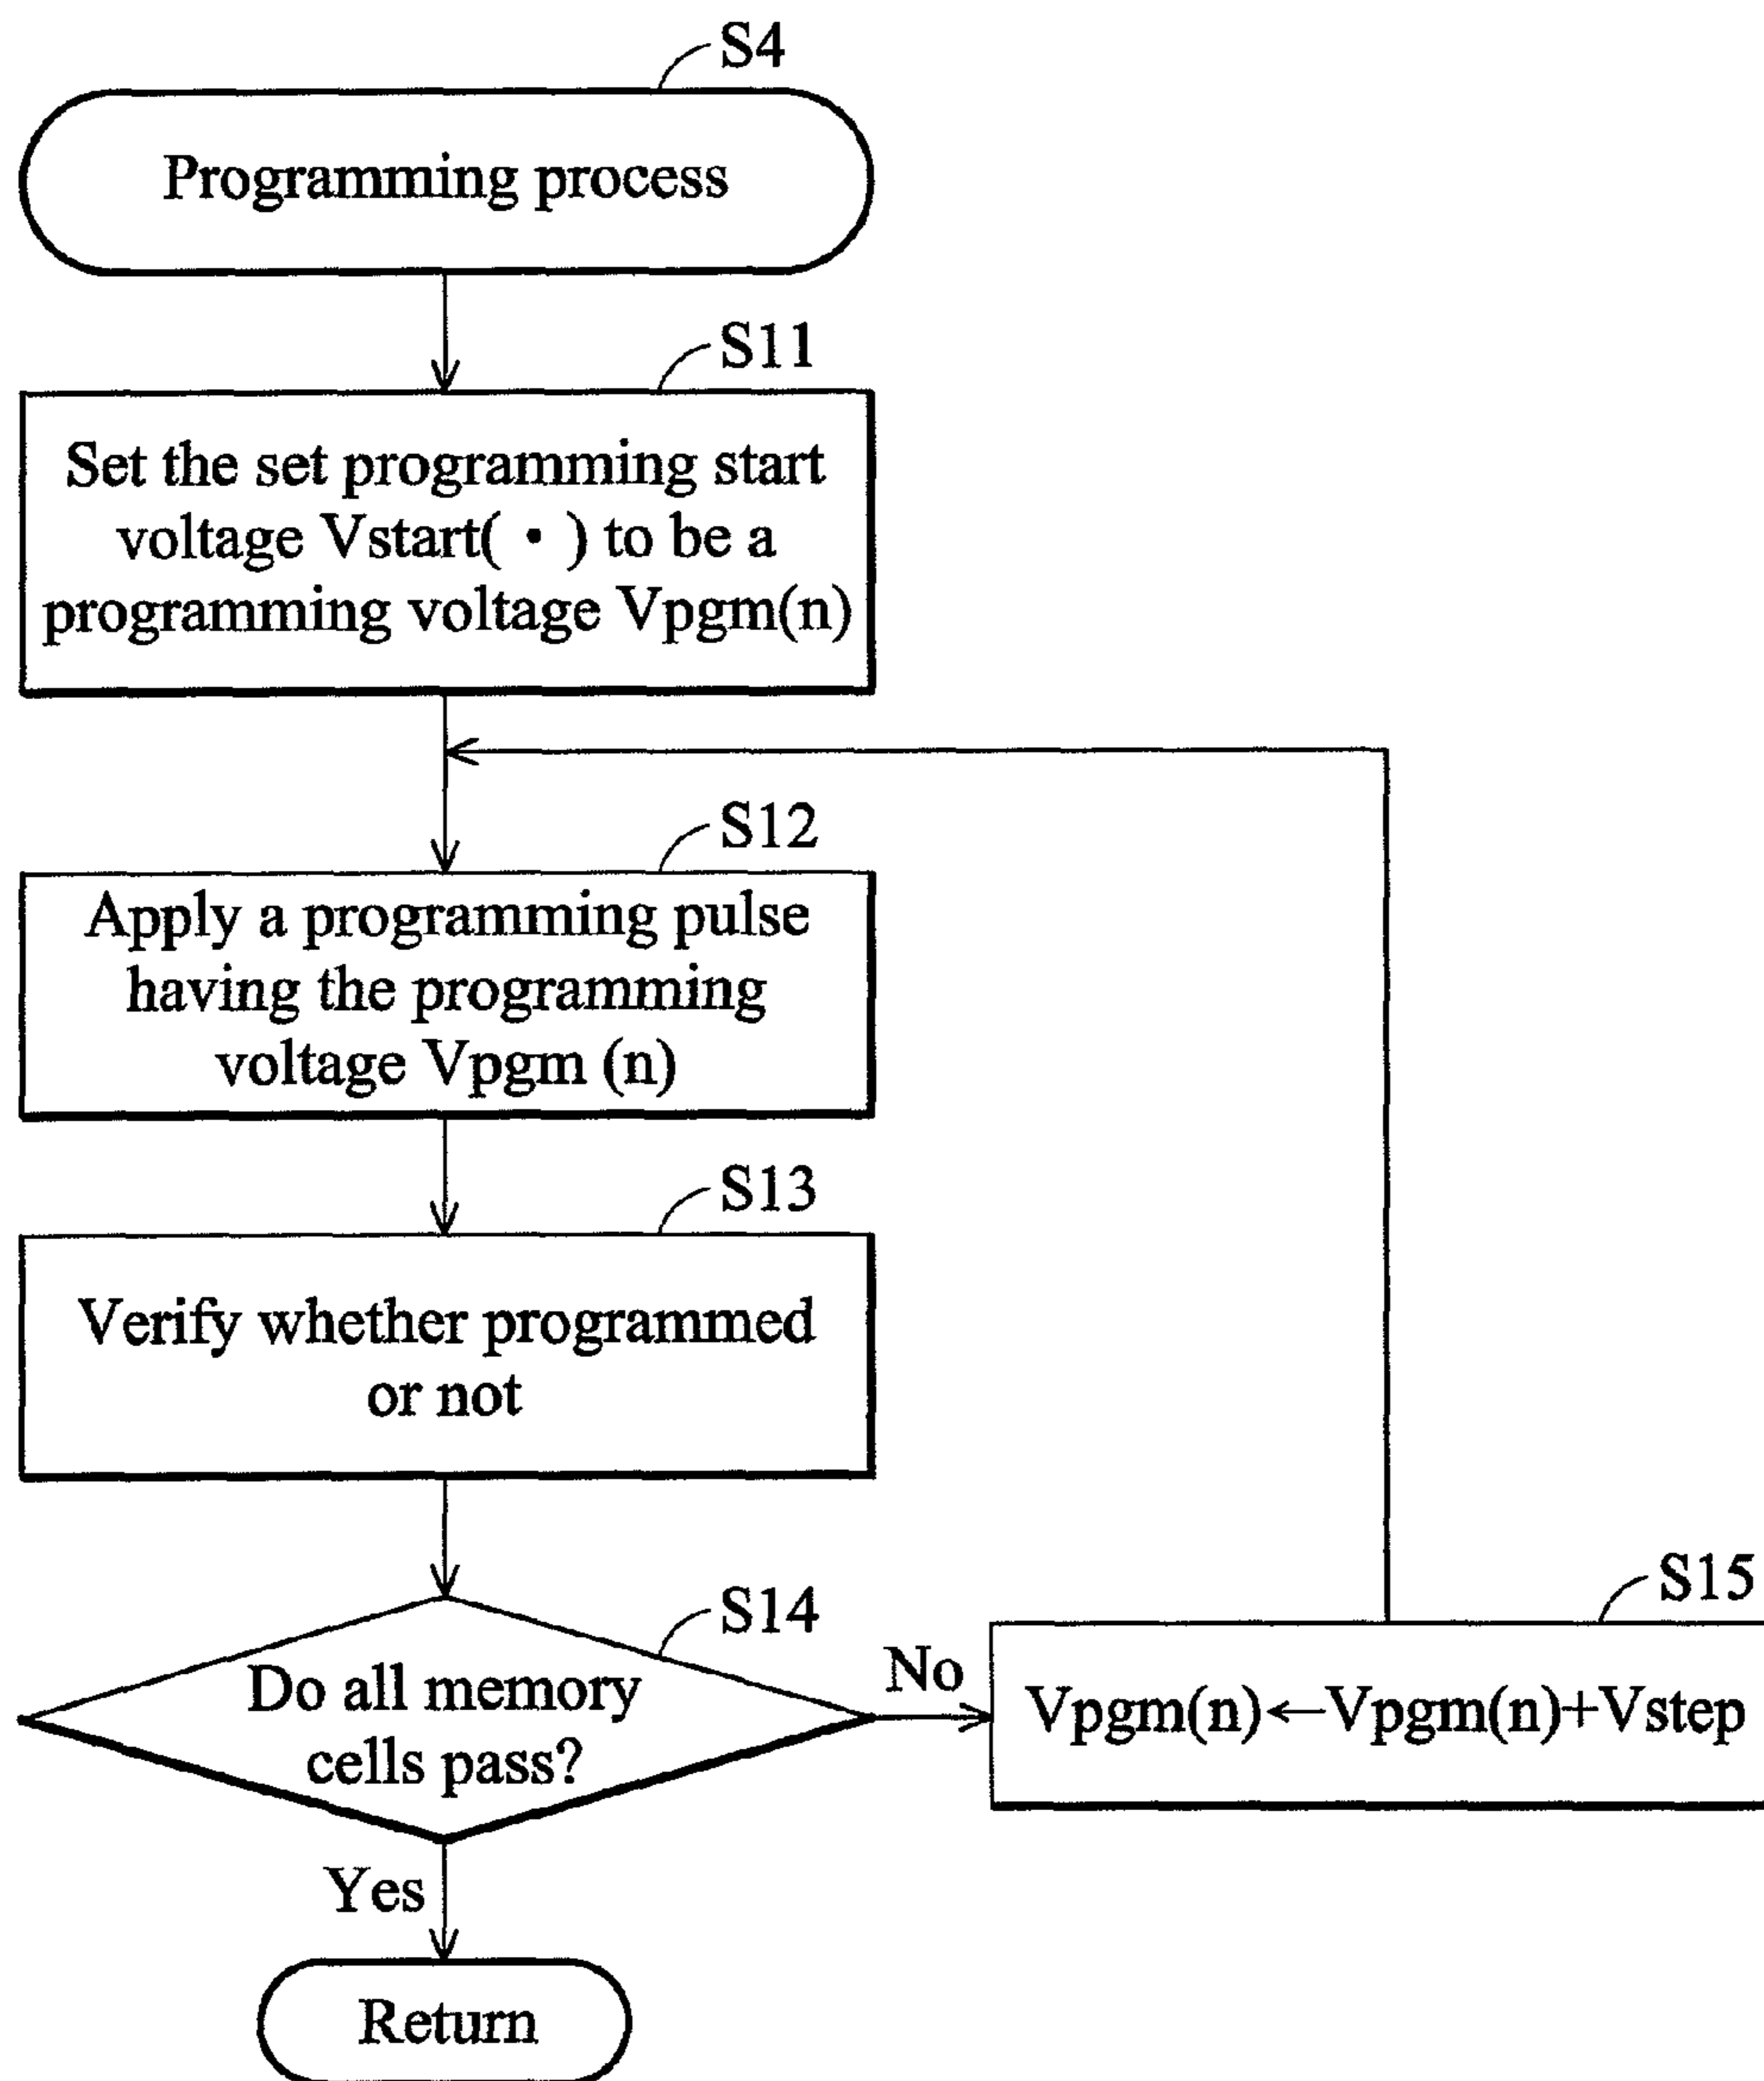 S4
Programming process
S11
Set the set programming start
voltage Vstart( • ) to be a
programming voltage Vpgm(n)
S12
Apply a programming pulse
having the programming
voltage Vpgm (n)
S13
Verify whether programmed
or not
S14
Do all memory
cells pass?
No
S15
Vpgm(n)←Vpgm(n)+Vstep
Yes
Return